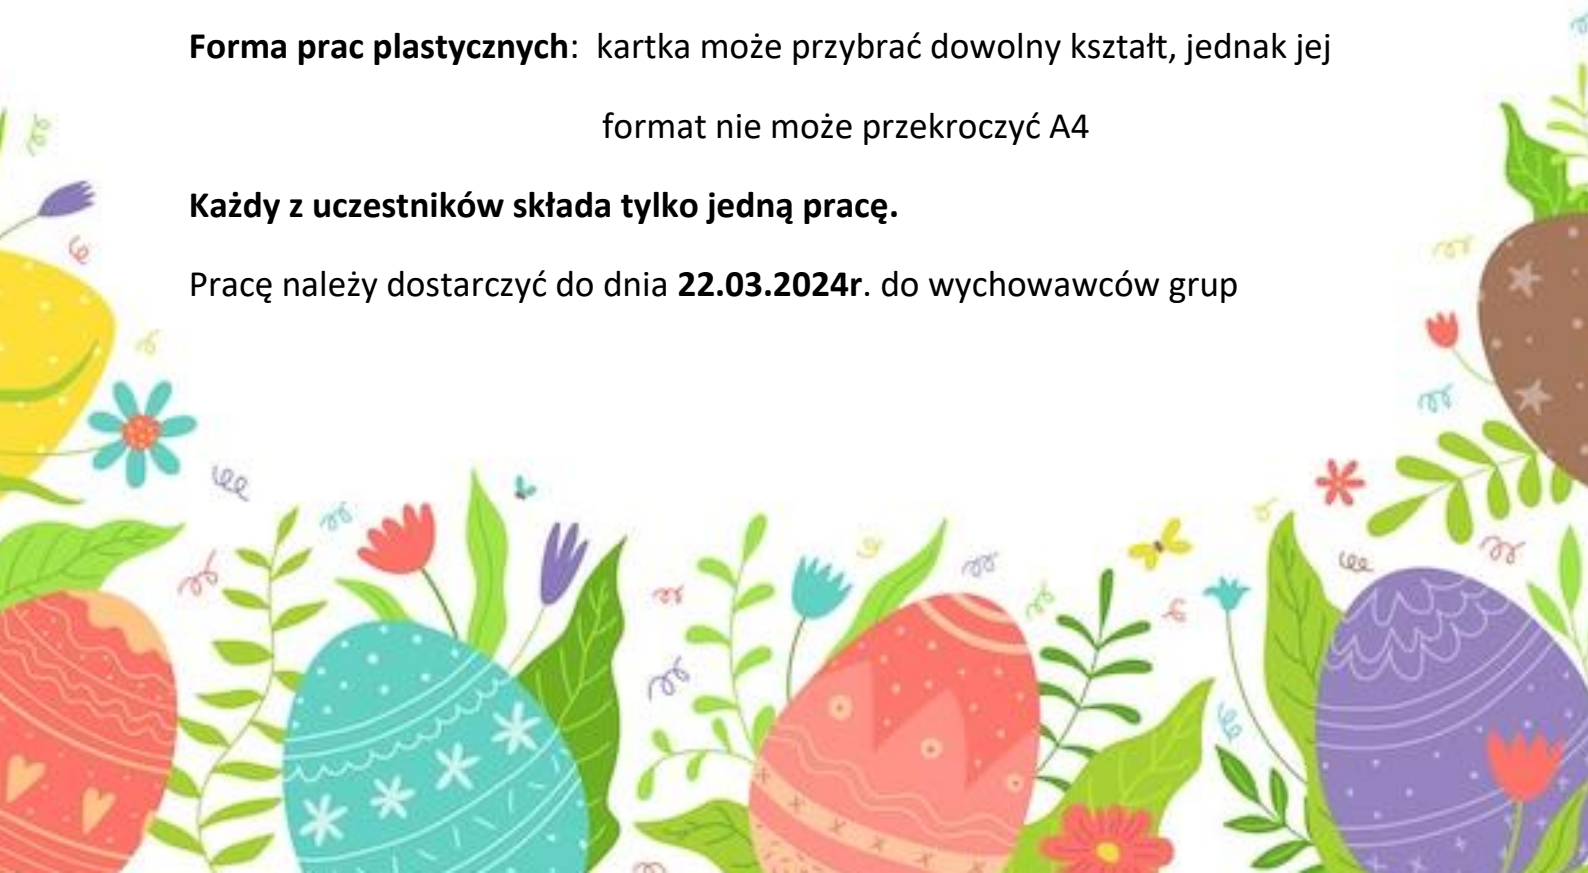 Forma prac plastycznych:  kartka może przybrać dowolny kształt, jednak jej
format nie może przekroczyć A4
Każdy z uczestników składa tylko jedną pracę.
Pracę należy dostarczyć do dnia 22.03.2024r. do wychowawców grup